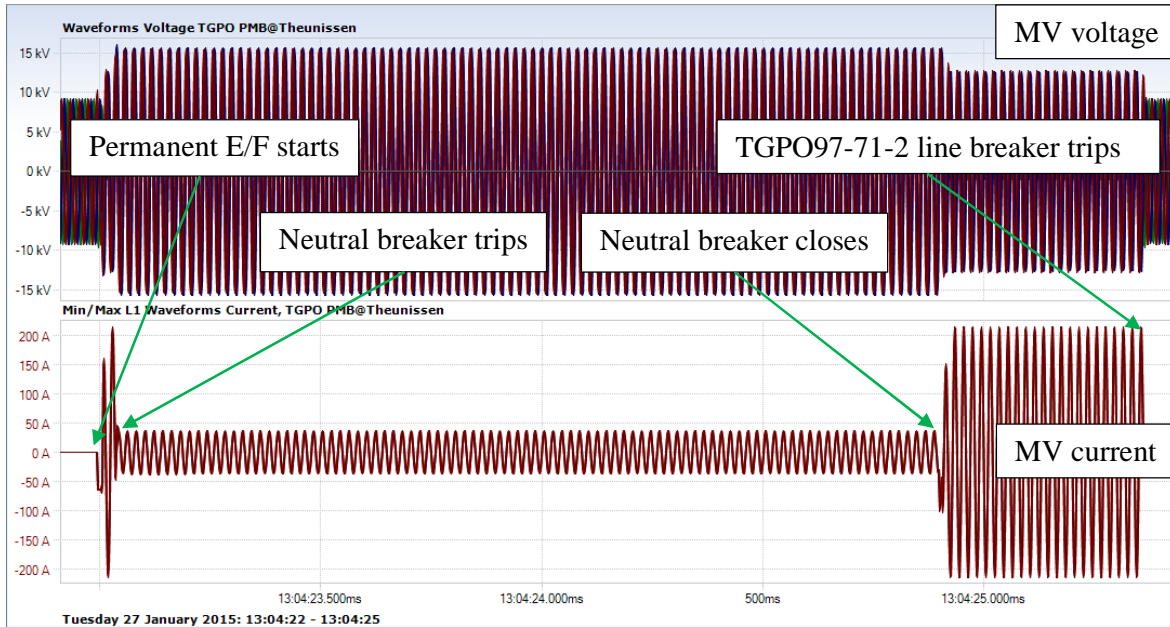 Waveforms Voltage TGPO PMB@Theunissen
MV voltage
15 kV
10 kV
5 kV
0 kV
-5 kV
-10 kV
-15 kV
Permanent E/F starts
TGPO97-71-2 line breaker trips
Neutral breaker trips
Neutral breaker closes
Min/Max L1 Waveforms Current, TGPO PMB@Theunissen
200 A
150 A
100 A
50 A
0 A
-50 A
-100 A
-150 A
-200 A
MV current
13:04:23.500ms
13:04:24.000ms
500ms
13:04:25.000ms
Tuesday 27 January 2015: 13:04:22 - 13:04:25